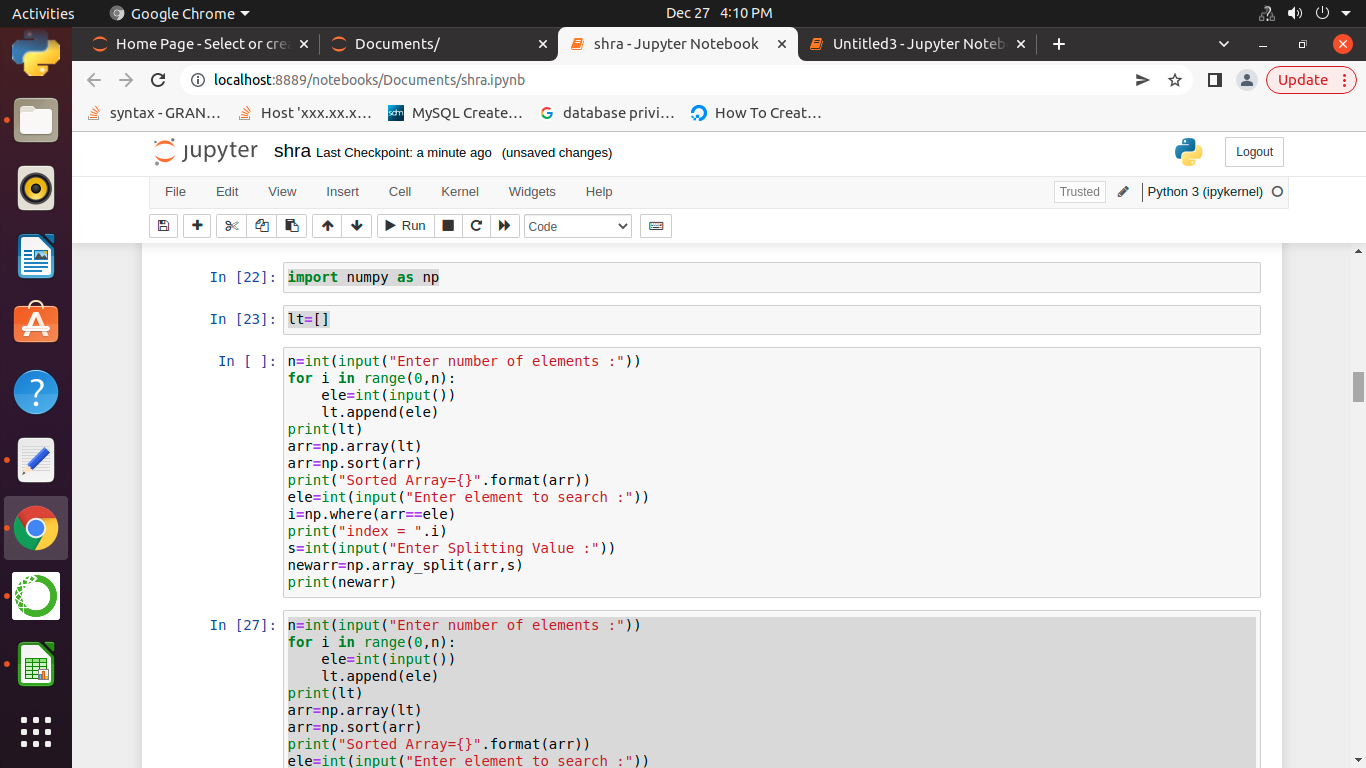 Activities Google Chrome Dec 27 4:10 PM
Home Page - Select or cre Documents/ shra - Jupyter Notebook Untitled3 - Jupyter Noteb
localhost:8889/notebooks/Documents/shra.ipynb Update
syntax - GRAN... Host 'xxx.xx.x... MySQL Create... database privi... How To Creat...
jupyter shra Last Checkpoint: a minute ago (unsaved changes) Logout
File Edit View Insert Cell Kernel Widgets Help Trusted Python 3 (ipykernel)
Run Code
In [22]: import numpy as np
In [23]: lt=[]
In [ ]: n=int(input("Enter number of elements :"))
for i in range(0,n):
    ele=int(input())
    lt.append(ele)
print(lt)
arr=np.array(lt)
arr=np.sort(arr)
print("Sorted Array={}".format(arr))
ele=int(input("Enter element to search :"))
i=np.where(arr==ele)
print("index = ".i)
s=int(input("Enter Splitting Value :"))
newarr=np.array_split(arr,s)
print(newarr)
In [27]: n=int(input("Enter number of elements :"))
for i in range(0,n):
    ele=int(input())
    lt.append(ele)
print(lt)
arr=np.array(lt)
arr=np.sort(arr)
print("Sorted Array={}".format(arr))
ele=int(input("Enter element to search :"))